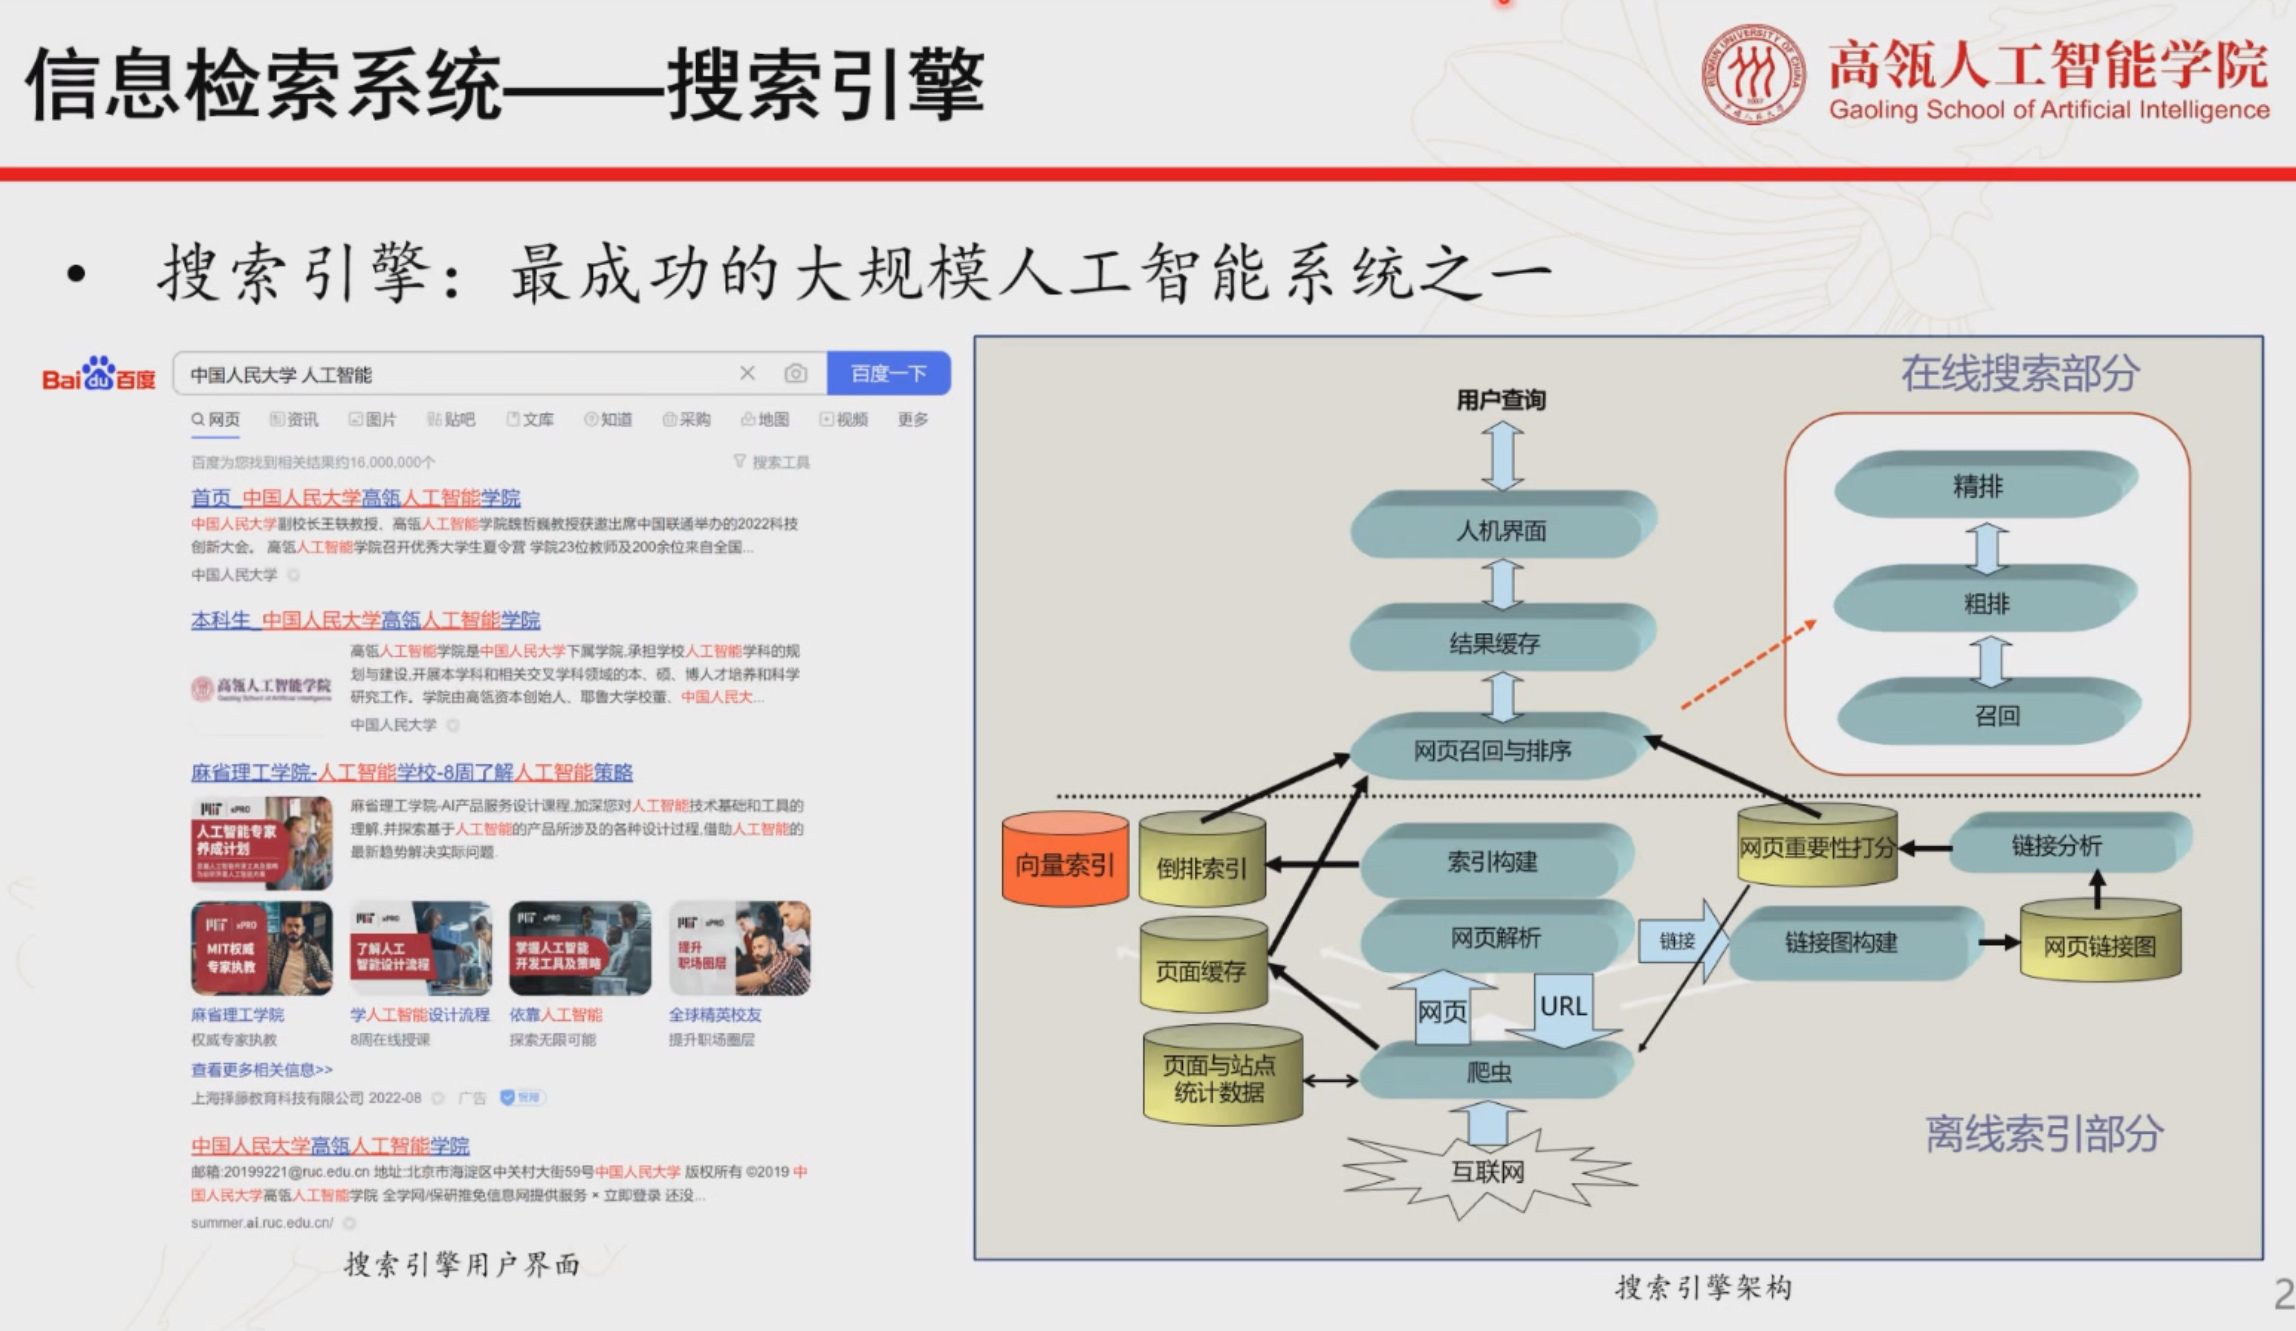 信息检索系统——搜索引擎
高瓴人工智能学院
Gaoling School of Artificial Intelligence
• 搜索引擎：最成功的大规模人工智能系统之一
Baidu百度
中国人民大学 人工智能
百度一下
网页 资讯 图片 贴吧 文库 知道 采购 地图 视频 更多
百度为您找到相关结果约16,000,000个
搜索工具
首页_中国人民大学高瓴人工智能学院
中国人民大学副校长王轶教授、高瓴人工智能学院魏哲巍教授获邀出席中国联通举办的2022科技
创新大会。 高瓴人工智能学院召开优秀大学生夏令营 学院23位教师及200余位来自全国...
中国人民大学
本科生_中国人民大学高瓴人工智能学院
高瓴人工智能学院
高瓴人工智能学院是中国人民大学下属学院,承担学校人工智能学科的规
划与建设,开展本学科和相关交叉学科领域的本、硕、博人才培养和科学
研究工作。学院由高瓴资本创始人、耶鲁大学校董、中国人民大...
中国人民大学
麻省理工学院-人工智能学校-8周了解人工智能策略
MIT xPRO
人工智能专家
养成计划
麻省理工学院-AI产品服务设计课程,加深您对人工智能技术基础和工具的
理解,并探索基于人工智能的产品所涉及的各种设计过程,借助人工智能的
最新趋势解决实际问题.
MIT xPRO
MIT权威
专家执教
MIT xPRO
了解人工
智能设计流程
MIT xPRO
掌握人工智能
开发工具及策略
MIT xPRO
提升
职场圈层
麻省理工学院 学人工智能设计流程 依靠人工智能 全球精英校友
权威专家执教 8周在线授课 探索无限可能 提升职场圈层
查看更多相关信息>>
上海择藤教育科技有限公司 2022-08 广告 保障
中国人民大学高瓴人工智能学院
邮箱:20199221@ruc.edu.cn 地址:北京市海淀区中关村大街59号中国人民大学 版权所有 ©2019 中
国人民大学高瓴人工智能学院 全学网/保研推免信息网提供服务 × 立即登录 还没...
summer.ai.ruc.edu.cn/
搜索引擎用户界面
在线搜索部分
用户查询
人机界面
结果缓存
网页召回与排序
精排
粗排
召回
向量索引
倒排索引
索引构建
网页重要性打分
链接分析
页面缓存
网页解析
链接
链接图构建
网页链接图
网页
URL
页面与站点
统计数据
爬虫
互联网
离线索引部分
搜索引擎架构
2